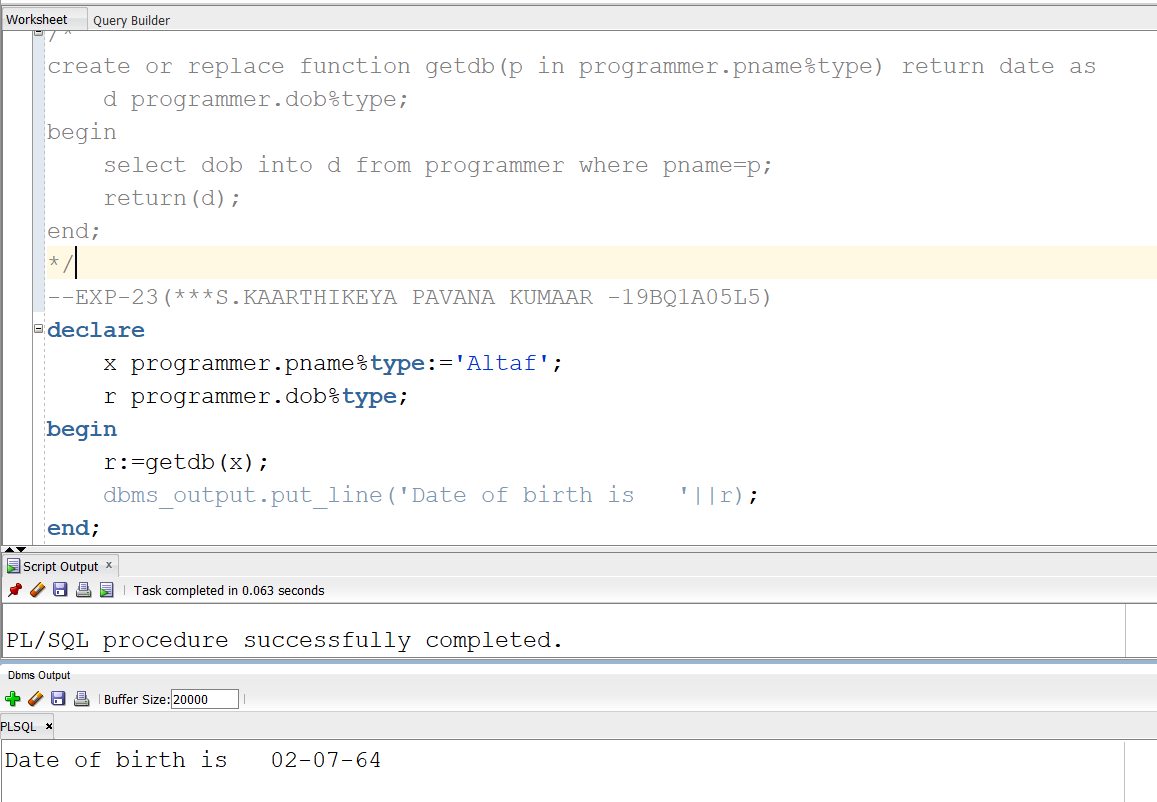 Worksheet Query Builder
/*
create or replace function getdb(p in programmer.pname%type) return date as
    d programmer.dob%type;
begin
    select dob into d from programmer where pname=p;
    return(d);
end;
*/
--EXP-23(***S.KAARTHIKEYA PAVANA KUMAAR -19BQ1A05L5)
declare
    x programmer.pname%type:='Altaf';
    r programmer.dob%type;
begin
    r:=getdb(x);
    dbms_output.put_line('Date of birth is   '||r);
end;
Script Output x
Task completed in 0.063 seconds
PL/SQL procedure successfully completed.
Dbms Output
Buffer Size: 20000
PLSQL x
Date of birth is   02-07-64